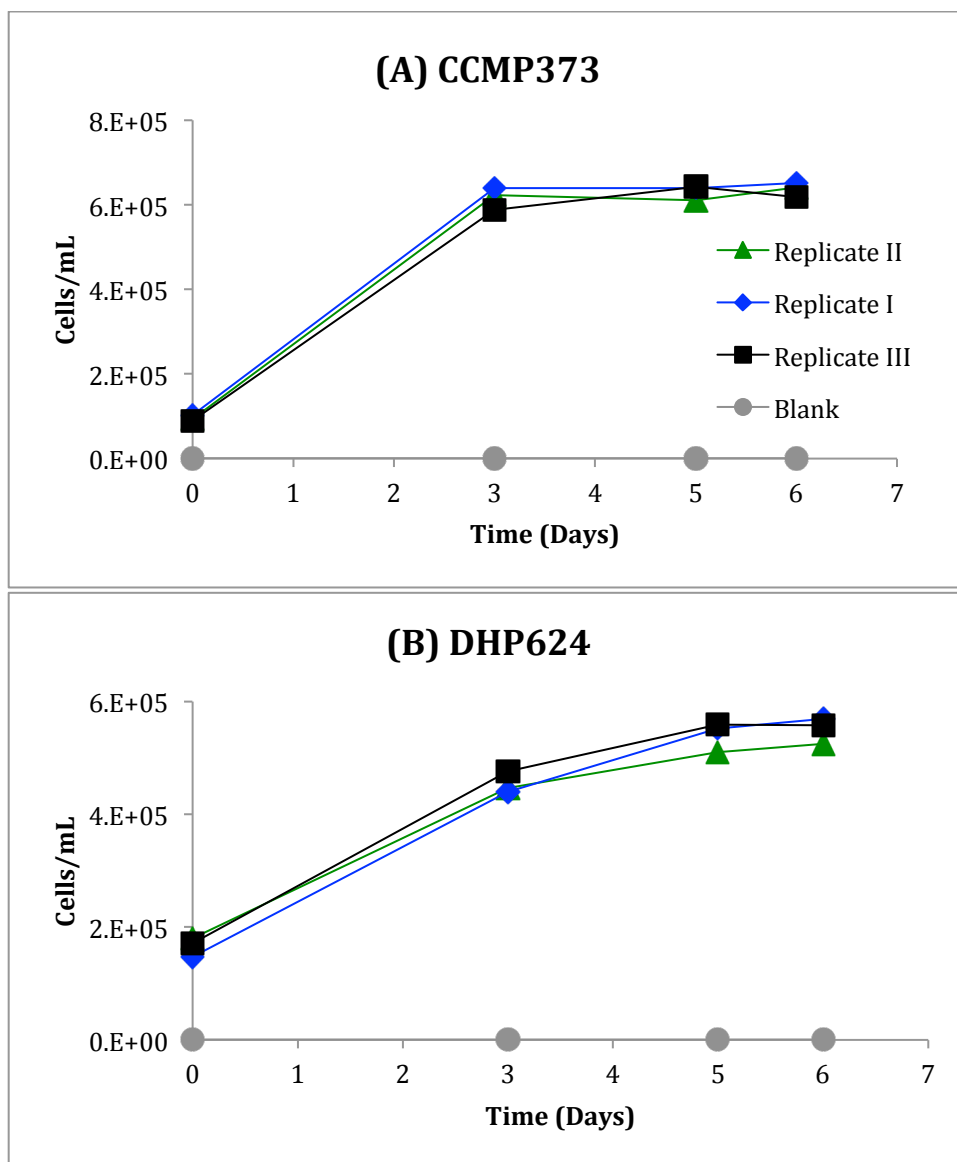 (A) CCMP373
8.E+05
6.E+05
4.E+05
2.E+05
0.E+00
Cells/mL
Replicate II
Replicate I
Replicate III
Blank
0 1 2 3 4 5 6 7
Time (Days)
(B) DHP624
6.E+05
4.E+05
2.E+05
0.E+00
Cells/mL
0 1 2 3 4 5 6 7
Time (Days)